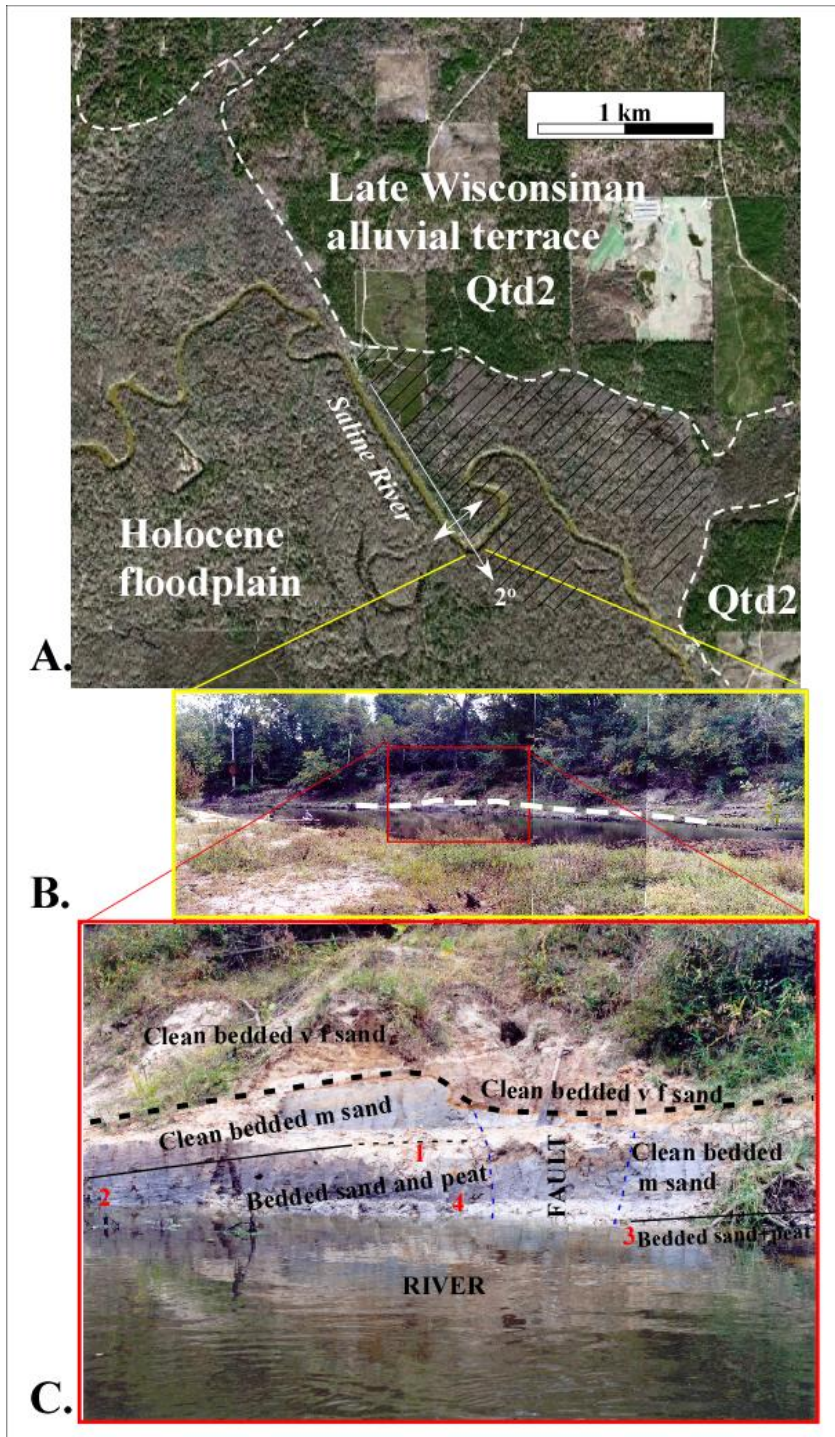 1 km
Late Wisconsinan
alluvial terrace
Qtd2
Saline River
Holocene
floodplain
2º
Qtd2
A.
B.
Clean bedded v f sand
Clean bedded v f sand
Clean bedded m sand
Clean bedded
m sand
1
FAULT
Bedded sand and peat
2
4
3
Bedded sand+peat
RIVER
C.